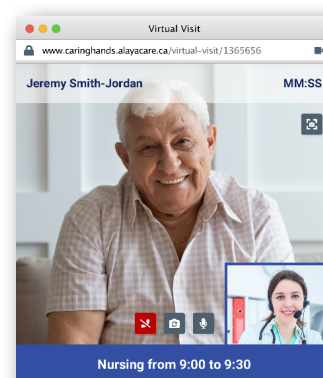 Virtual Visit
www.caringhands.alayacare.ca/virtual-visit/1365656
Jeremy Smith-Jordan MM:SS
Nursing from 9:00 to 9:30